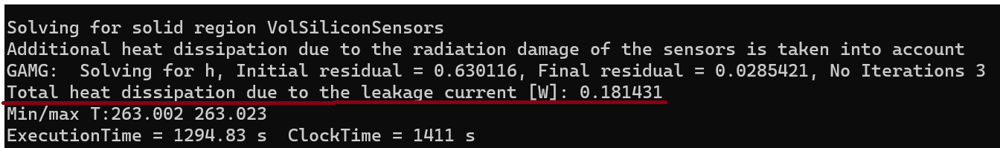 Solving for solid region VolSiliconSensors
Additional heat dissipation due to the radiation damage of the sensors is taken into account
GAMG:  Solving for h, Initial residual = 0.630116, Final residual = 0.0285421, No Iterations 3
Total heat dissipation due to the leakage current [W]: 0.181431
Min/max T:263.002 263.023
ExecutionTime = 1294.83 s  ClockTime = 1411 s